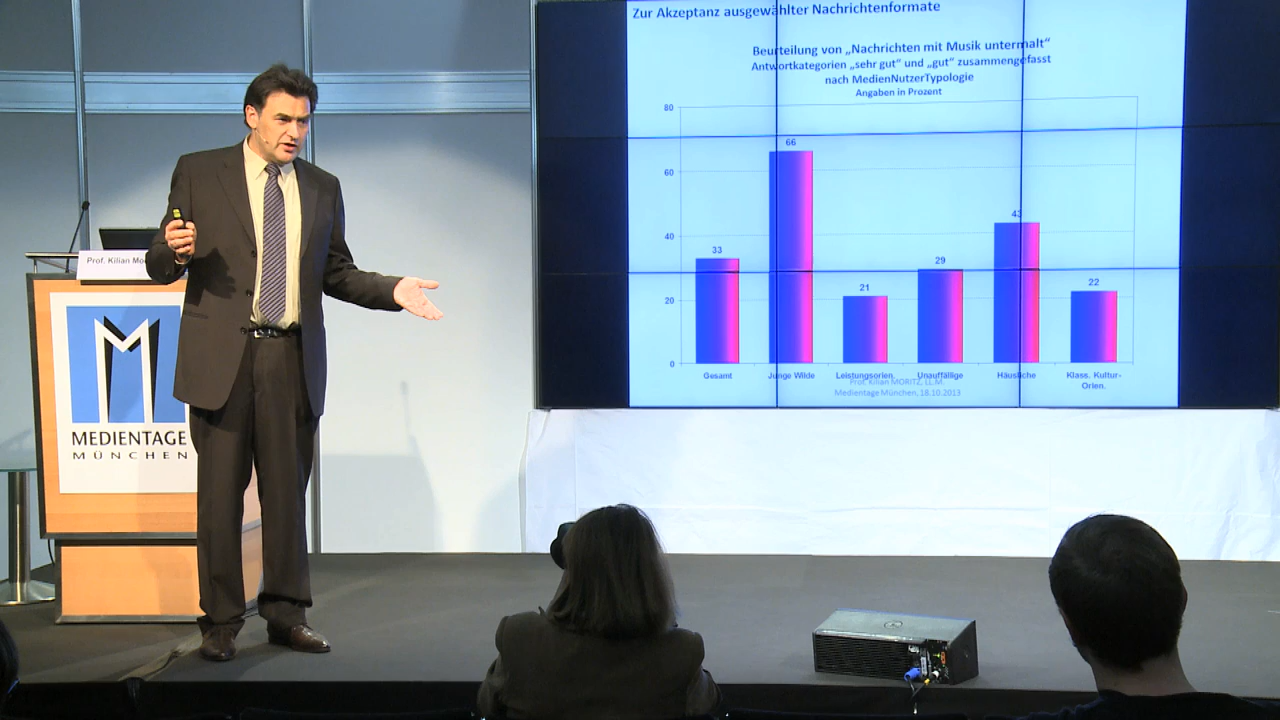 Zur Akzeptanz ausgewählter Nachrichtenformate
Beurteilung von „Nachrichten mit Musik untermalt“
Antwortkategorien „sehr gut“ und „gut“ zusammengefasst
nach MedienNutzerTypologie
Angaben in Prozent
80
60
40
20
0
33
66
21
29
43
22
Gesamt
Junge Wilde
Leistungsorien.
Unauffällige
Häusliche
Klass. Kultur-
Orien.
Prof. Kilian MORITZ, LL.M.
Medientage München, 18.10.2013
Prof. Kilian Mo
M
MEDIENTAGE
MÜNCHEN